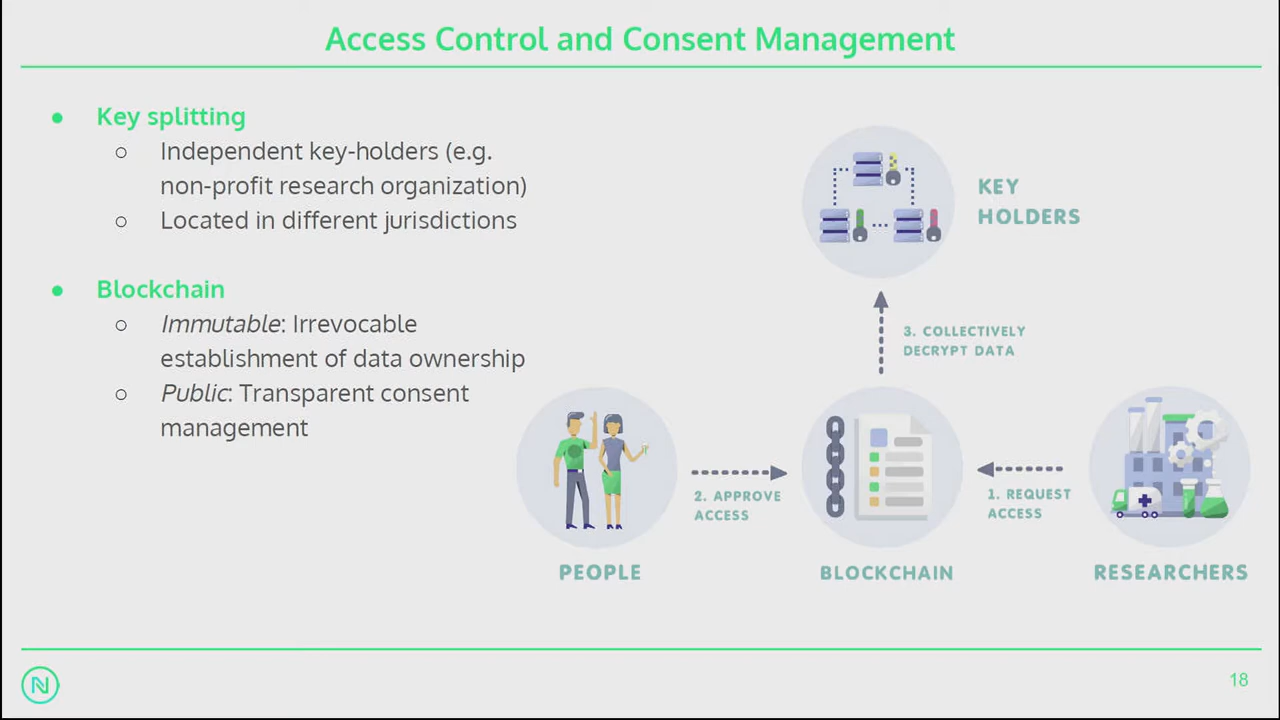 Access Control and Consent Management
● Key splitting
○ Independent key-holders (e.g.
non-profit research organization)
○ Located in different jurisdictions
● Blockchain
○ Immutable: Irrevocable
establishment of data ownership
○ Public: Transparent consent
management
KEY
HOLDERS
3. COLLECTIVELY
DECRYPT DATA
2. APPROVE
ACCESS
1. REQUEST
ACCESS
PEOPLE
BLOCKCHAIN
RESEARCHERS
N
18